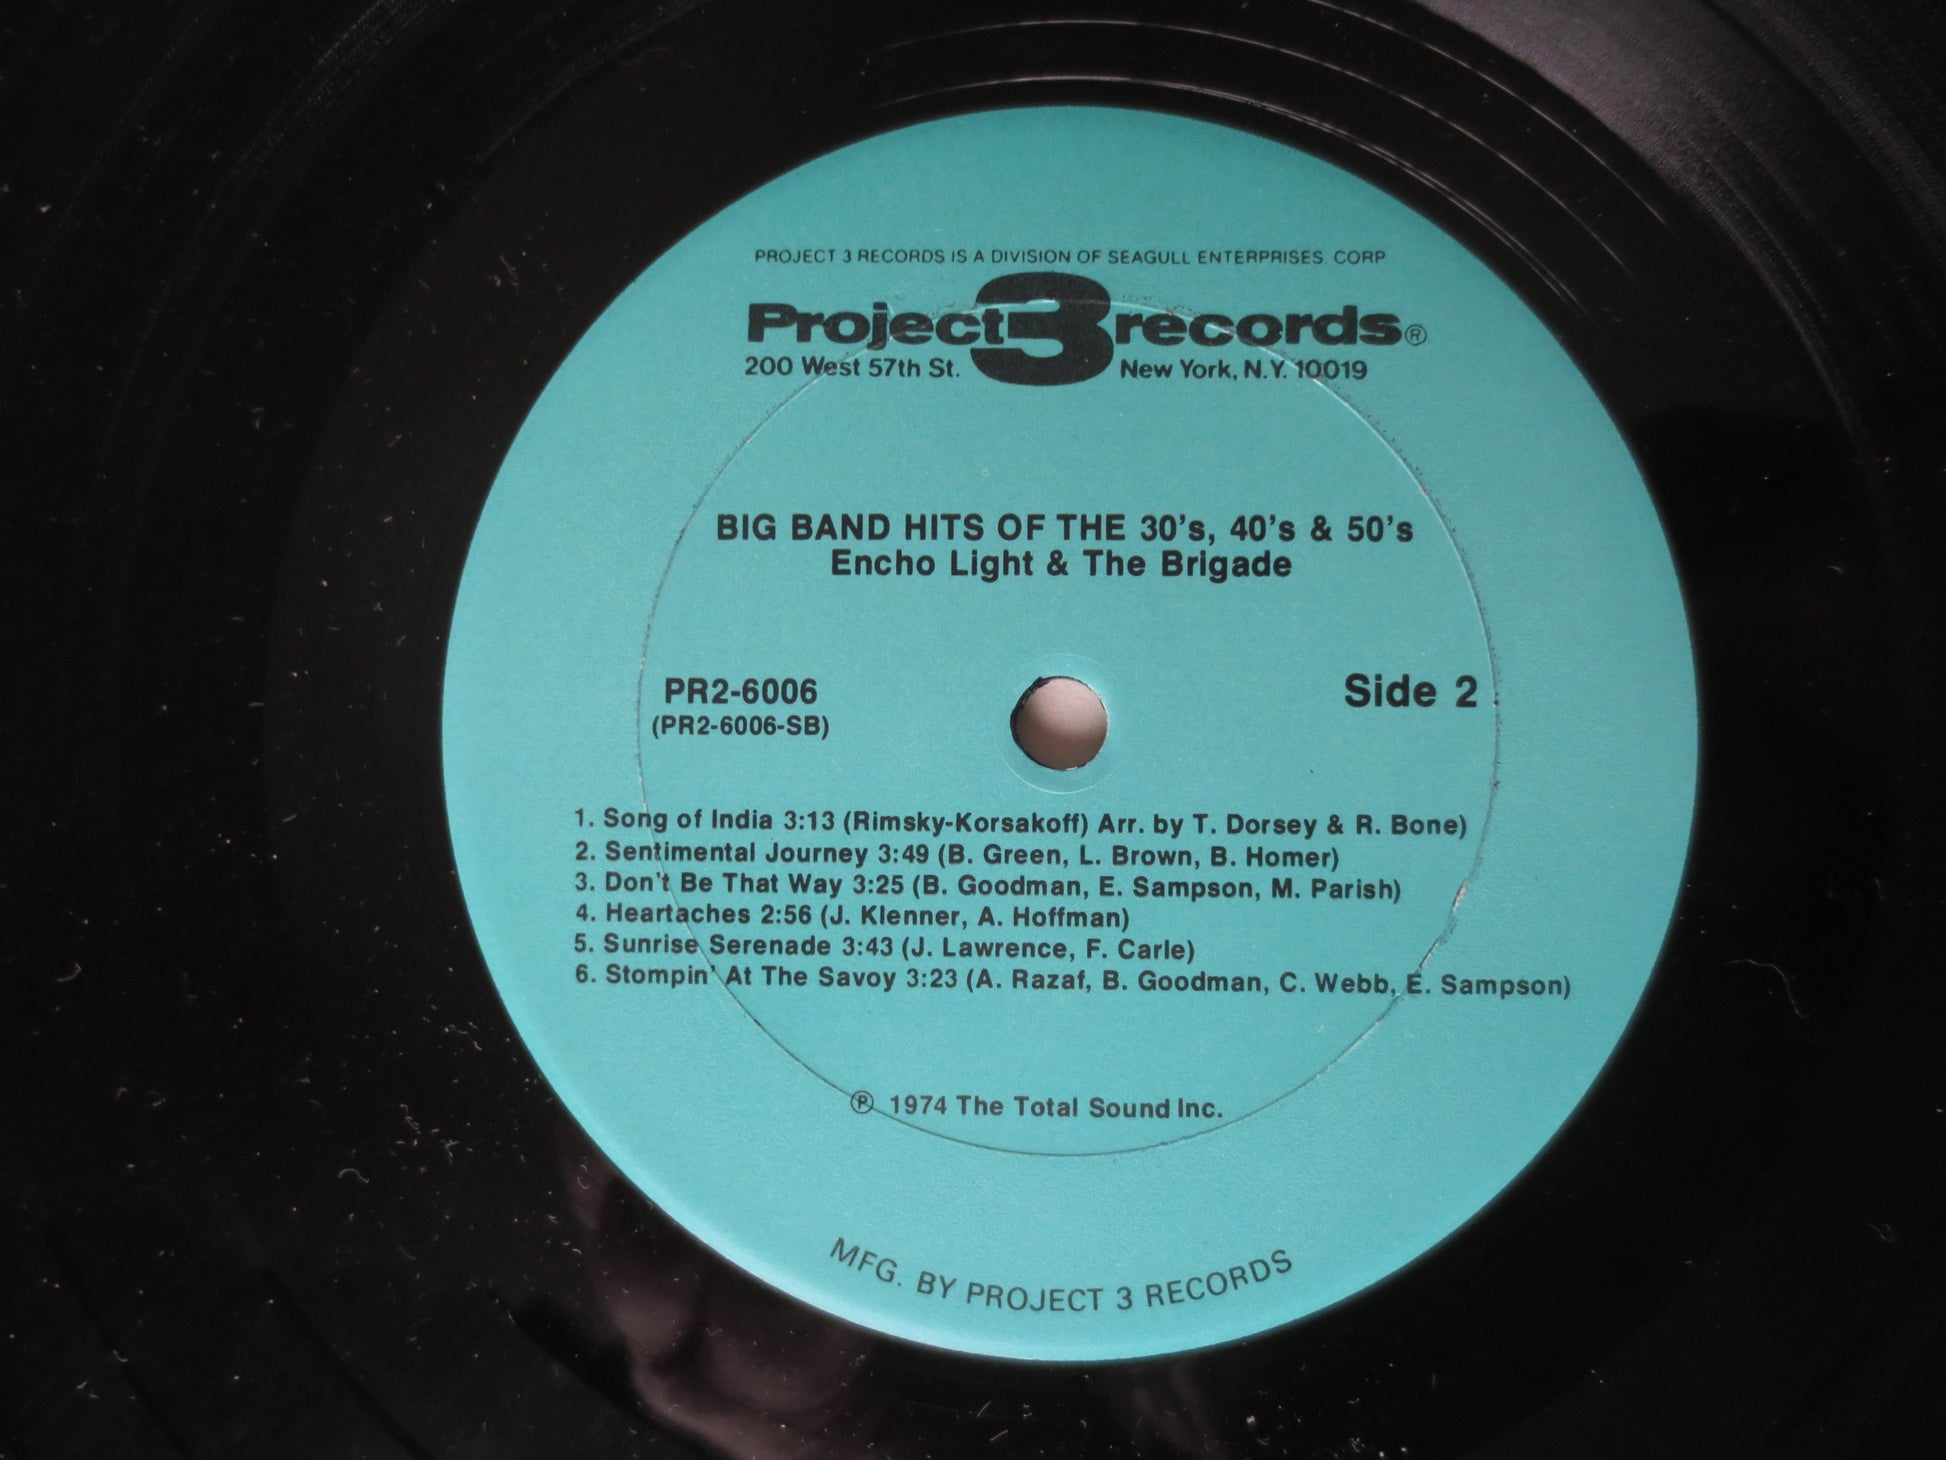 PROJECT 3 RECORDS IS A DIVISION OF SEAGULL ENTERPRISES, CORP
Project 3 records®
200 West 57th St. New York, N.Y. 10019
BIG BAND HITS OF THE 30's, 40's & 50's
Encho Light & The Brigade
PR2-6006 Side 2
(PR2-6006-SB)
1. Song of India 3:13 (Rimsky-Korsakoff) Arr. by T. Dorsey & R. Bone)
2. Sentimental Journey 3:49 (B. Green, L. Brown, B. Homer)
3. Don't Be That Way 3:25 (B. Goodman, E. Sampson, M. Parish)
4. Heartaches 2:56 (J. Klenner, A. Hoffman)
5. Sunrise Serenade 3:43 (J. Lawrence, F. Carle)
6. Stompin' At The Savoy 3:23 (A. Razaf, B. Goodman, C. Webb, E. Sampson)
℗ 1974 The Total Sound Inc.
MFG. BY PROJECT 3 RECORDS